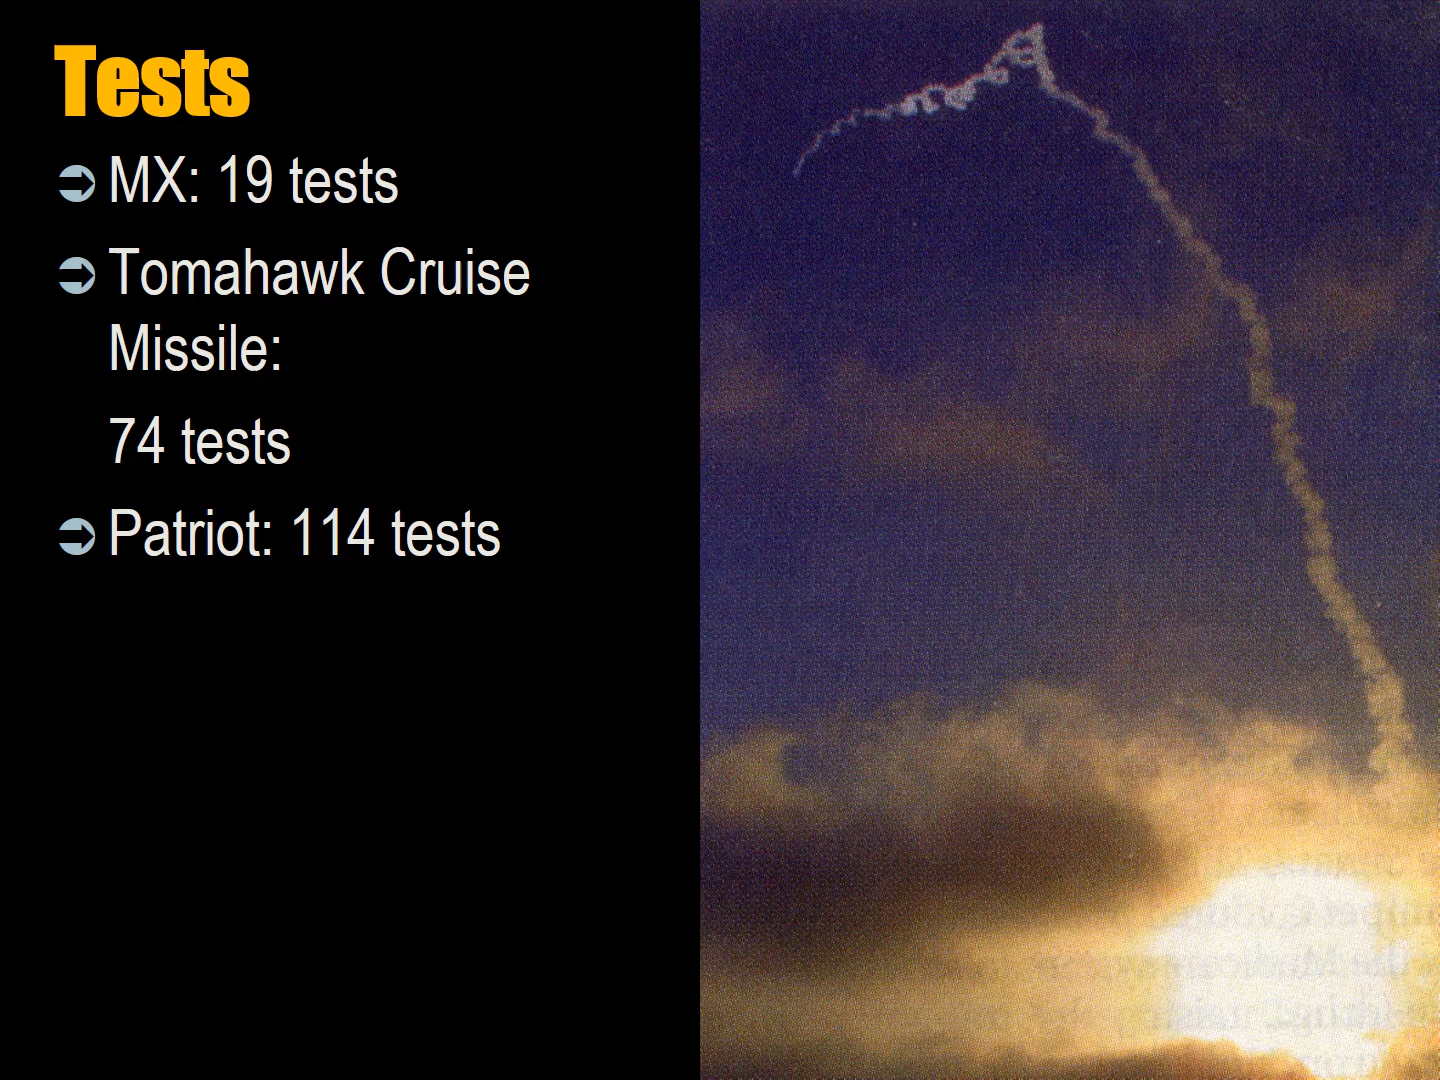 Tests
MX: 19 tests
Tomahawk Cruise
Missile:
74 tests
Patriot: 114 tests